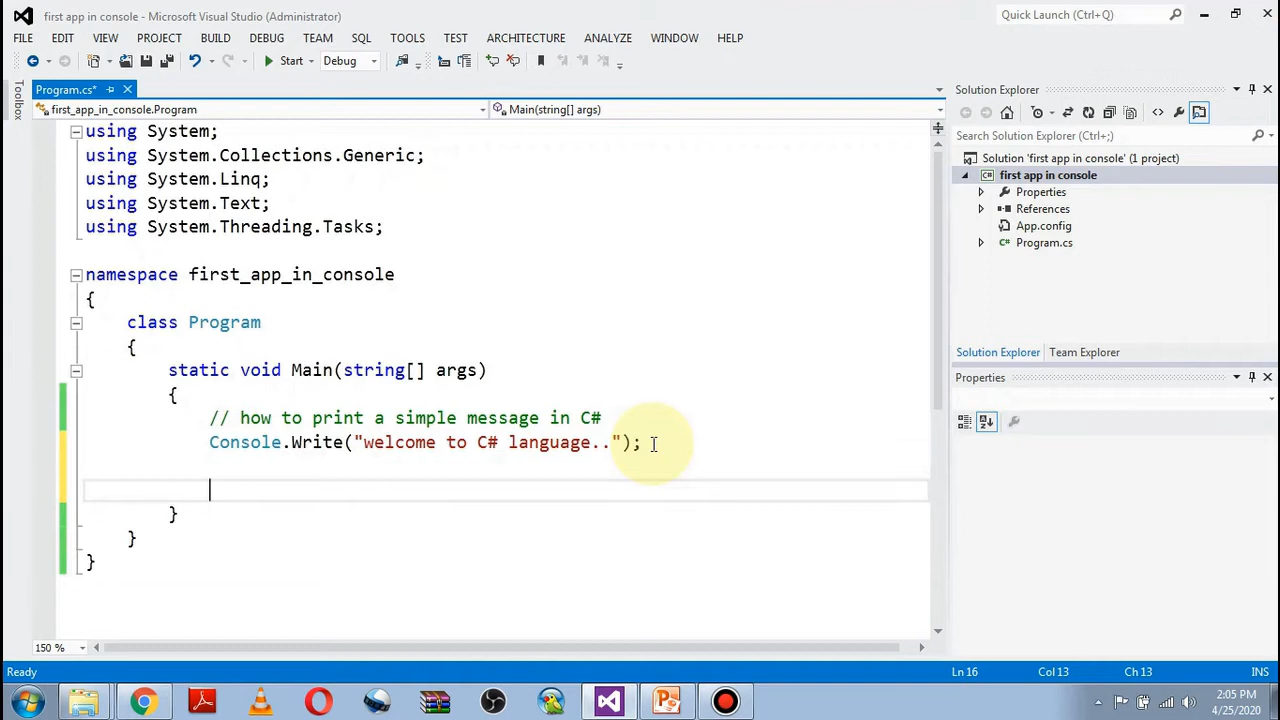 first app in console - Microsoft Visual Studio (Administrator)
Quick Launch (Ctrl+Q)
FILE EDIT VIEW PROJECT BUILD DEBUG TEAM SQL TOOLS TEST ARCHITECTURE ANALYZE WINDOW HELP
Start Debug
Toolbox
Program.cs*
first_app_in_console.Program
Main(string[] args)
using System;
using System.Collections.Generic;
using System.Linq;
using System.Text;
using System.Threading.Tasks;
namespace first_app_in_console
{
class Program
{
static void Main(string[] args)
{
// how to print a simple message in C#
Console.Write("welcome to C# language..");
}
}
}
150 %
Solution Explorer
Search Solution Explorer (Ctrl+;)
Solution 'first app in console' (1 project)
C# first app in console
Properties
References
App.config
C# Program.cs
Solution Explorer Team Explorer
Properties
Ready Ln 16 Col 13 Ch 13 INS
2:05 PM
4/25/2020